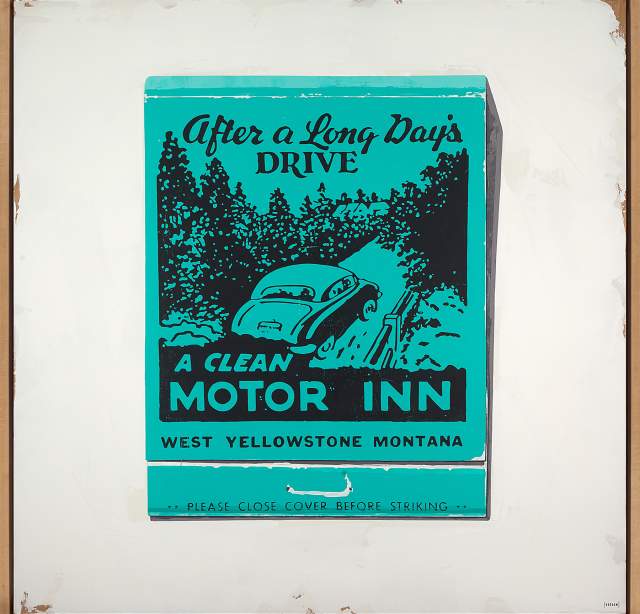 After a Long Day's
DRIVE
A CLEAN
MOTOR INN
WEST YELLOWSTONE MONTANA
PLEASE CLOSE COVER BEFORE STRIKING